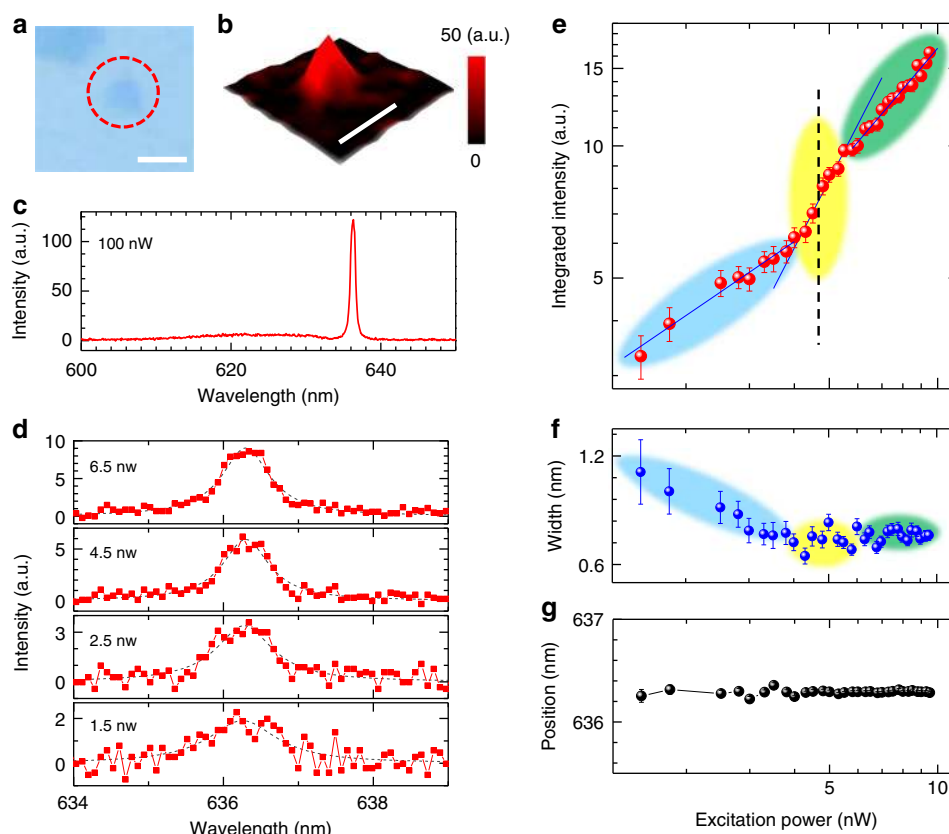 a
b
50 (a.u.)
0
c
100 nW
Intensity (a.u.)
100
50
0
600
620
640
Wavelength (nm)
d
6.5 nw
10
5
0
4.5 nw
5
0
2.5 nw
3
0
1.5 nw
2
0
Intensity (a.u.)
634
636
638
Wavelength (nm)
e
15
10
5
Integrated intensity (a.u.)
f
1.2
0.6
Width (nm)
g
637
636
Position (nm)
5
10
Excitation power (nW)